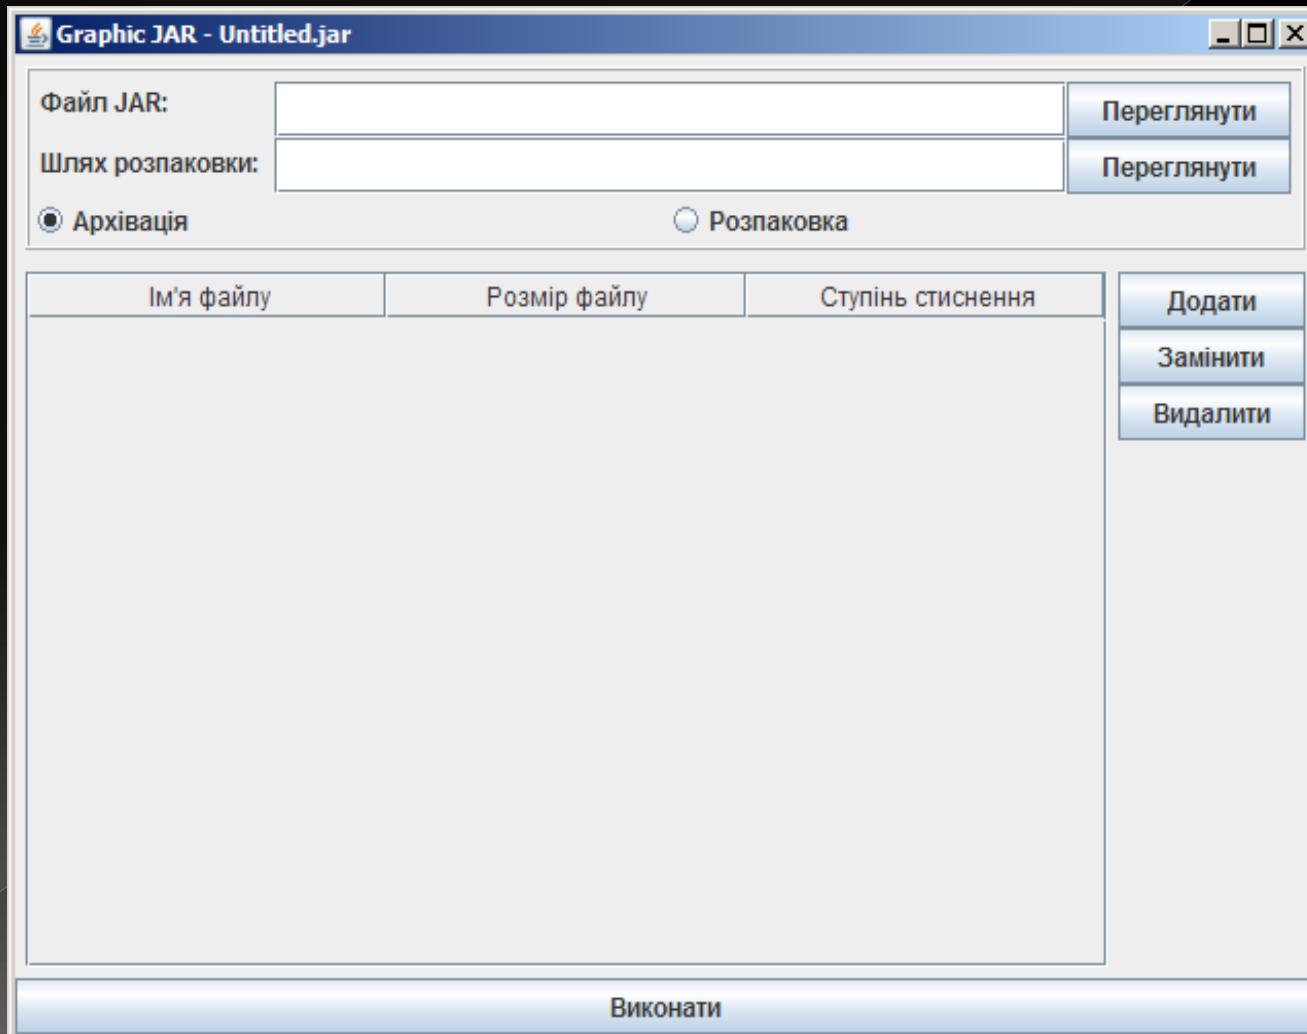 Graphic JAR - Untitled.jar
Файл JAR:
Переглянути
Шлях розпаковки:
Переглянути
Архівація
Розпаковка
Ім'я файлу
Розмір файлу
Ступінь стиснення
Додати
Замінити
Видалити
Виконати